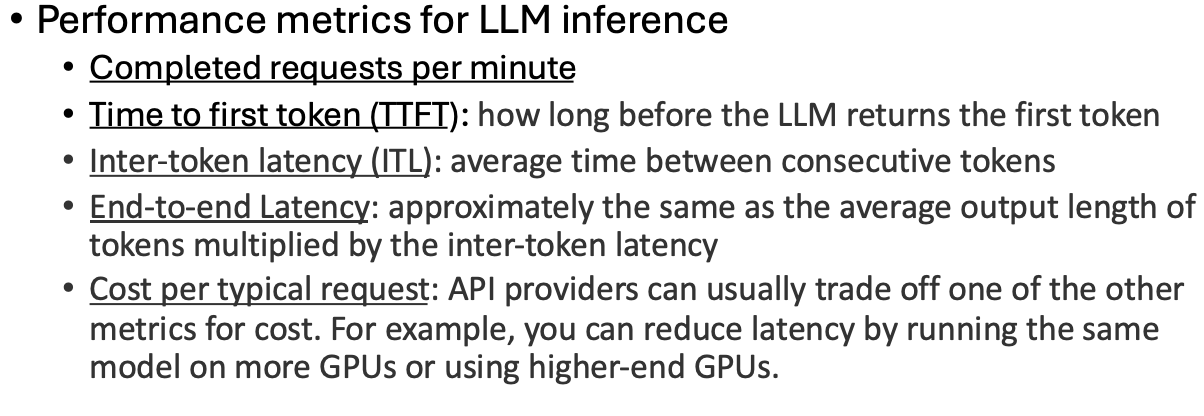 • Performance metrics for LLM inference
• Completed requests per minute
• Time to first token (TTFT): how long before the LLM returns the first token
• Inter-token latency (ITL): average time between consecutive tokens
• End-to-end Latency: approximately the same as the average output length of
tokens multiplied by the inter-token latency
• Cost per typical request: API providers can usually trade off one of the other
metrics for cost. For example, you can reduce latency by running the same
model on more GPUs or using higher-end GPUs.